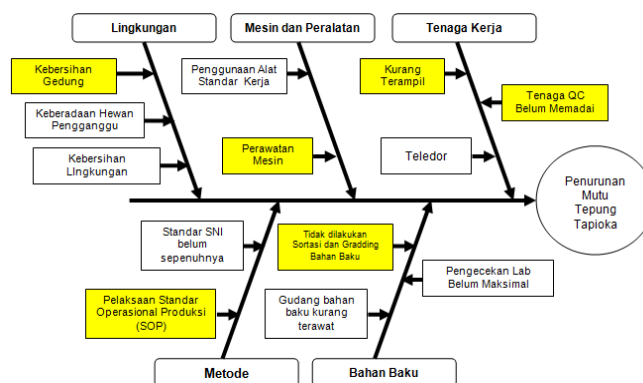 Lingkungan
Mesin dan Peralatan
Tenaga Kerja
Kebersihan
Gedung
Keberadaan Hewan
Pengganggu
Kebersihan
LIngkungan
Penggunaan Alat
Standar Kerja
Perawatan
Mesin
Kurang
Terampil
Tenaga QC
Belum Memadai
Teledor
Penurunan
Mutu
Tepung
Tapioka
Standar SNI
belum
sepenuhnya
Pelaksaan Standar
Operasional Produksi
(SOP)
Tidak dilakukan
Sortasi dan Gradding
Bahan Baku
Gudang bahan
baku kurang
terawat
Pengecekan Lab
Belum Maksimal
Metode
Bahan Baku